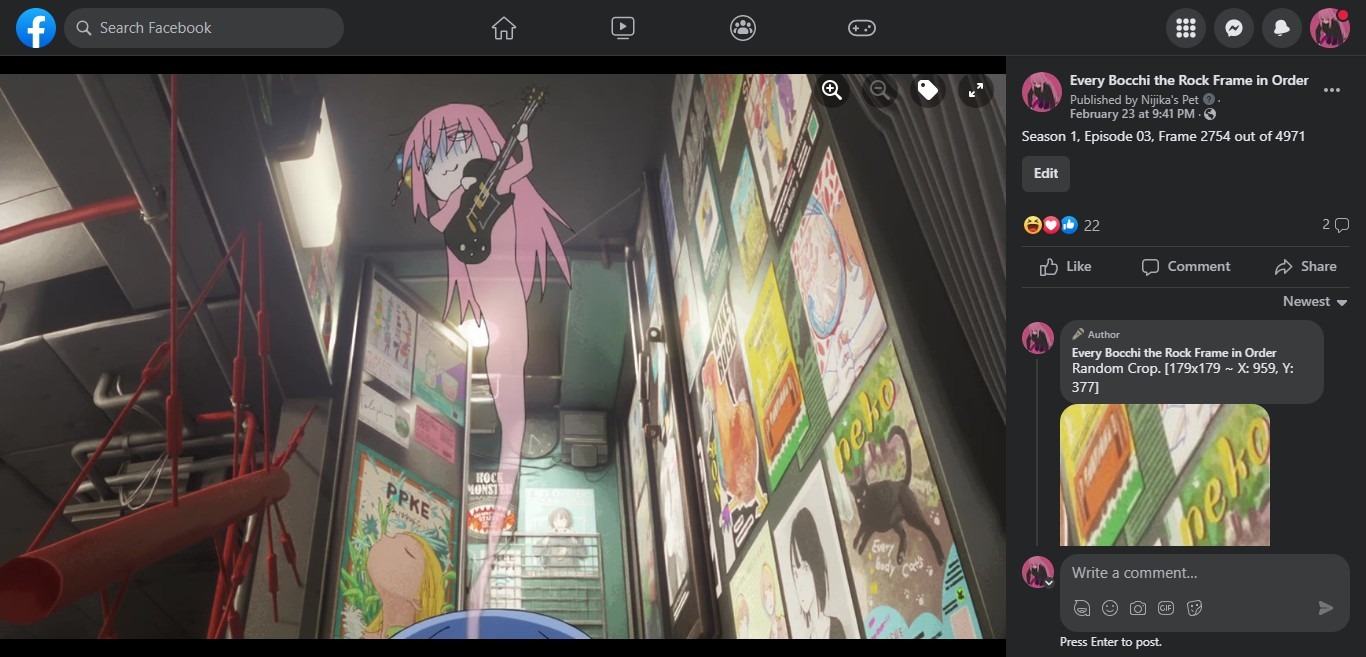 Search Facebook
Every Bocchi the Rock Frame in Order
Published by Nijika's Pet ·
February 23 at 9:41 PM ·
Season 1, Episode 03, Frame 2754 out of 4971
Edit
22
2
Like
Comment
Share
Newest
Author
Every Bocchi the Rock Frame in Order
Random Crop. [179x179 ~ X: 959, Y:
377]
neko
Write a comment...
GIF
Press Enter to post.
PPKE
ROCK
MONSTER
neko
Every
body